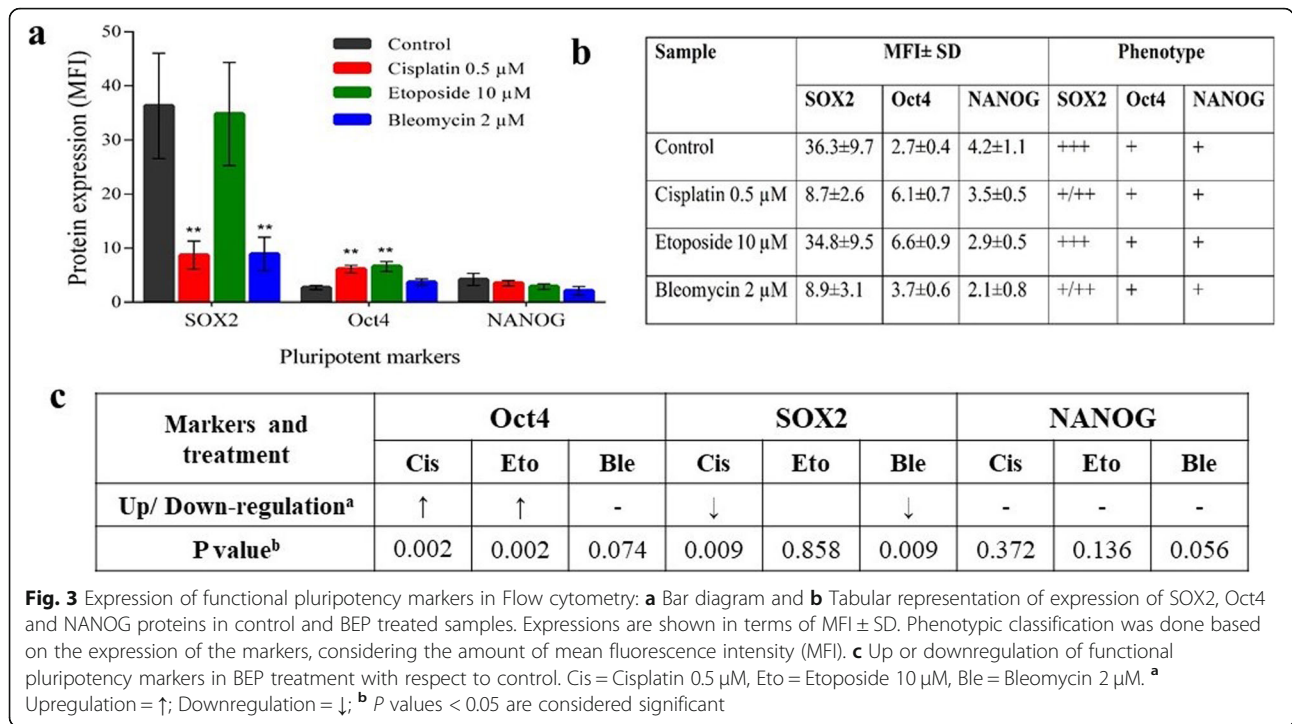 a
50
40
30
20
10
0
Protein expression (MFI)
Control
Cisplatin 0.5 µM
Etoposide 10 µM
Bleomycin 2 µM
**
**
**
**
SOX2 Oct4 NANOG
Pluripotent markers
b
Sample MFI± SD Phenotype
SOX2 Oct4 NANOG SOX2 Oct4 NANOG
Control 36.3±9.7 2.7±0.4 4.2±1.1 +++ + +
Cisplatin 0.5 µM 8.7±2.6 6.1±0.7 3.5±0.5 +/++ + +
Etoposide 10 µM 34.8±9.5 6.6±0.9 2.9±0.5 +++ + +
Bleomycin 2 µM 8.9±3.1 3.7±0.6 2.1±0.8 +/++ + +
c
Markers and treatment Oct4 SOX2 NANOG
Cis Eto Ble Cis Eto Ble Cis Eto Ble
Up/ Down-regulationᵃ ↑ ↑ - ↓ ↓ - - -
P valueᵇ 0.002 0.002 0.074 0.009 0.858 0.009 0.372 0.136 0.056
Fig. 3 Expression of functional pluripotency markers in Flow cytometry: a Bar diagram and b Tabular representation of expression of SOX2, Oct4
and NANOG proteins in control and BEP treated samples. Expressions are shown in terms of MFI ± SD. Phenotypic classification was done based
on the expression of the markers, considering the amount of mean fluorescence intensity (MFI). c Up or downregulation of functional
pluripotency markers in BEP treatment with respect to control. Cis = Cisplatin 0.5 µM, Eto = Etoposide 10 µM, Ble = Bleomycin 2 µM. ᵃ
Upregulation = ↑; Downregulation = ↓; ᵇ P values < 0.05 are considered significant